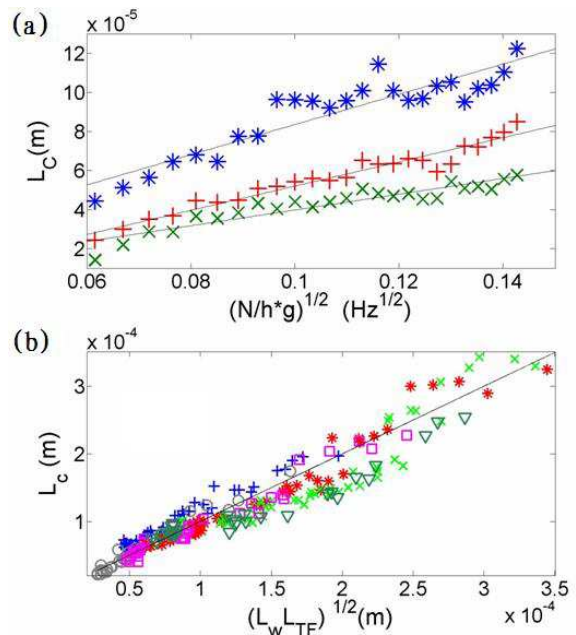 (a)
x 10^-5
12
10
8
6
4
2
L_C(m)
0.06
0.08
0.1
0.12
0.14
(N/h*g)^1/2 (Hz^1/2)
(b)
x 10^-4
3
2
1
L_c (m)
0.5
1
1.5
2
2.5
3
3.5
(L_w L_TF)^1/2(m)
x 10^-4